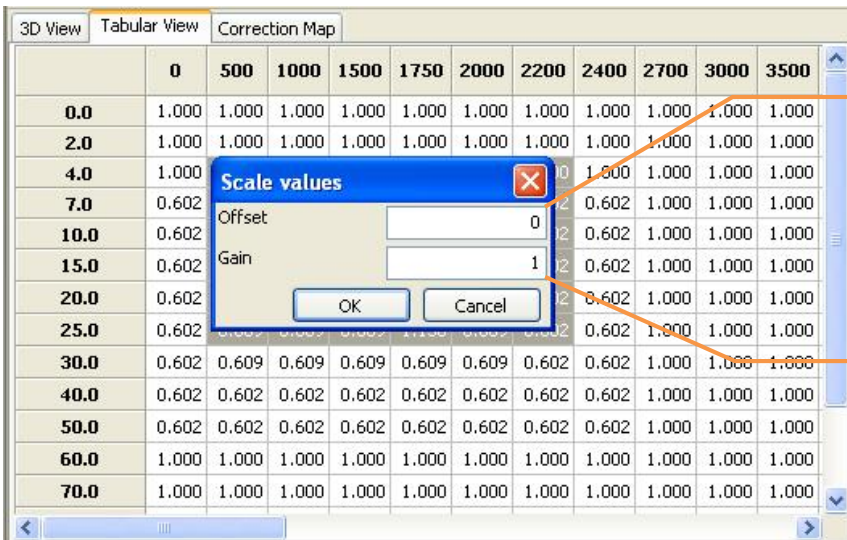 3D View Tabular View Correction Map
0 500 1000 1500 1750 2000 2200 2400 2700 3000 3500
0.0 1.000 1.000 1.000 1.000 1.000 1.000 1.000 1.000 1.000 1.000 1.000
2.0 1.000 1.000 1.000 1.000 1.000 1.000 1.000 1.000 1.000 1.000 1.000
4.0 1.000 1.000 1.000 1.000 1.000
Scale values
7.0 0.602 0.602 1.000 1.000 1.000
Offset 0
10.0 0.602 0.602 1.000 1.000 1.000
Gain 1
15.0 0.602 0.602 1.000 1.000 1.000
20.0 0.602 0.602 1.000 1.000 1.000
OK Cancel
25.0 0.602 0.602 1.000 1.000 1.000
30.0 0.602 0.609 0.609 0.609 0.609 0.609 0.602 0.602 1.000 1.000 1.000
40.0 0.602 0.602 0.602 0.602 0.602 0.602 0.602 0.602 1.000 1.000 1.000
50.0 0.602 0.602 0.602 0.602 0.602 0.602 0.602 0.602 1.000 1.000 1.000
60.0 1.000 1.000 1.000 1.000 1.000 1.000 1.000 1.000 1.000 1.000 1.000
70.0 1.000 1.000 1.000 1.000 1.000 1.000 1.000 1.000 1.000 1.000 1.000